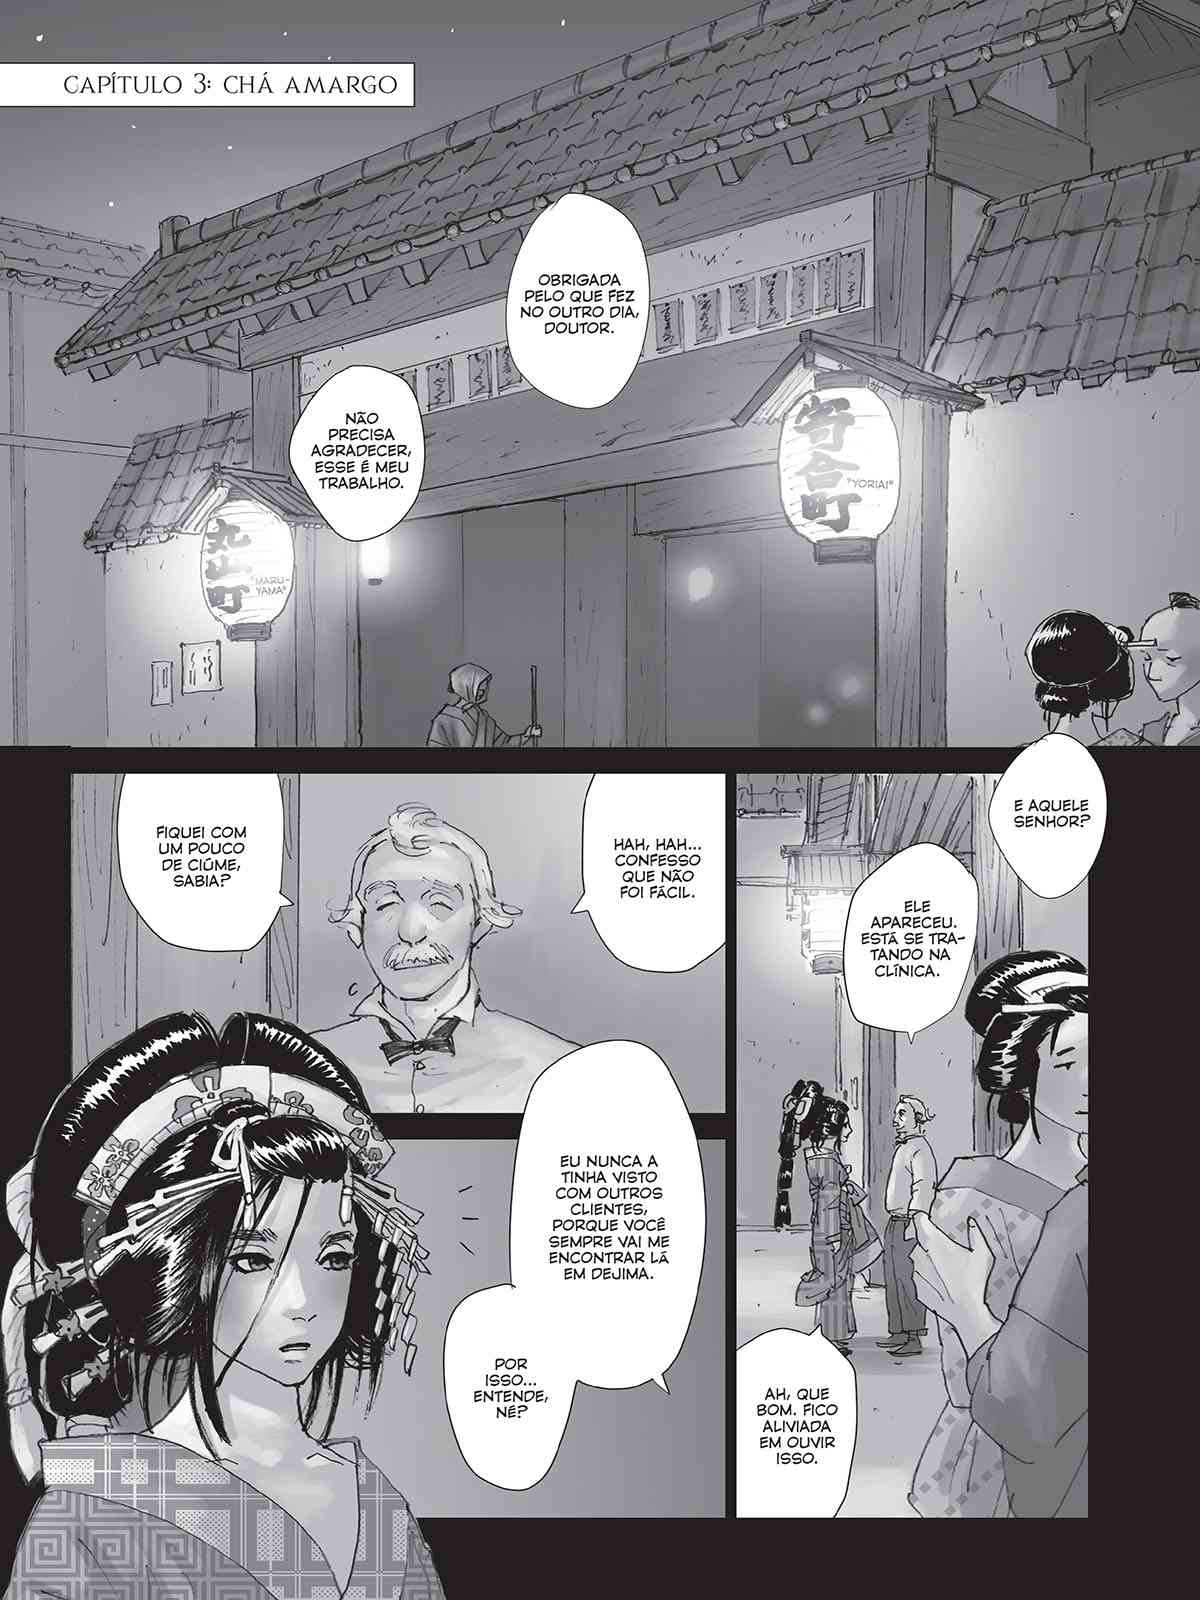 CAPÍTULO 3: CHÁ AMARGO
OBRIGADA
PELO QUE FEZ
NO OUTRO DIA,
DOUTOR.
NÃO
PRECISA
AGRADECER,
ESSE É MEU
TRABALHO.
寄合町
"YORIAI"
丸山町
"MARU-
YAMA"
E AQUELE
SENHOR?
ELE
APARECEU.
ESTÁ SE TRA-
TANDO NA
CLÍNICA.
AH, QUE
BOM. FICO
ALIVIADA
EM OUVIR
ISSO.
HAH, HAH...
CONFESSO
QUE NÃO
FOI FÁCIL.
FIQUEI COM
UM POUCO
DE CIÚME,
SABIA?
EU NUNCA A
TINHA VISTO
COM OUTROS
CLIENTES,
PORQUE VOCÊ
SEMPRE VAI ME
ENCONTRAR LÁ
EM DEJIMA.
POR
ISSO...
ENTENDE,
NÉ?